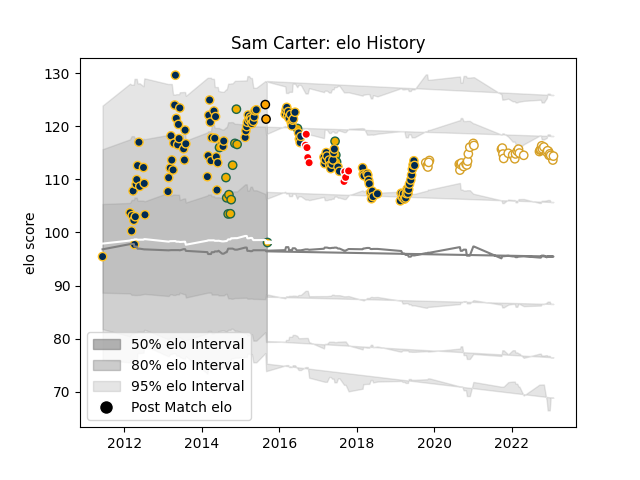 Sam Carter: elo History
elo score
130
120
110
100
90
80
70
50% elo Interval
80% elo Interval
95% elo Interval
Post Match elo
2012 2014 2016 2018 2020 2022